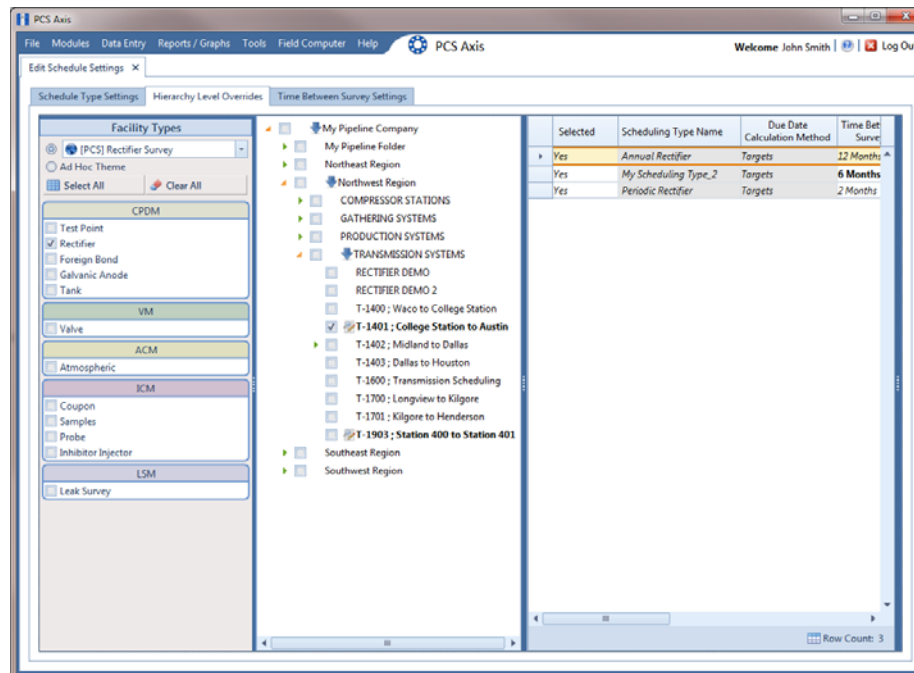 PCS Axis
File Modules Data Entry Reports / Graphs Tools Field Computer Help PCS Axis Welcome John Smith Log Ou
Edit Schedule Settings
Schedule Type Settings Hierarchy Level Overrides Time Between Survey Settings
Facility Types
[PCS] Rectifier Survey
Ad Hoc Theme
Select All Clear All
CPDM
Test Point
Rectifier
Foreign Bond
Galvanic Anode
Tank
VM
Valve
ACM
Atmospheric
ICM
Coupon
Samples
Probe
Inhibitor Injector
LSM
Leak Survey
My Pipeline Company
My Pipeline Folder
Northeast Region
Northwest Region
COMPRESSOR STATIONS
GATHERING SYSTEMS
PRODUCTION SYSTEMS
TRANSMISSION SYSTEMS
RECTIFIER DEMO
RECTIFIER DEMO 2
T-1400 ; Waco to College Station
T-1401 ; College Station to Austin
T-1402 ; Midland to Dallas
T-1403 ; Dallas to Houston
T-1600 ; Transmission Scheduling
T-1700 ; Longview to Kilgore
T-1701 ; Kilgore to Henderson
T-1903 ; Station 400 to Station 401
Southeast Region
Southwest Region
Selected Scheduling Type Name Due Date Calculation Method Time Bet Surve
Yes Annual Rectifier Targets 12 Months
Yes My Scheduling Type_2 Targets 6 Months
Yes Periodic Rectifier Targets 2 Months
Row Count: 3